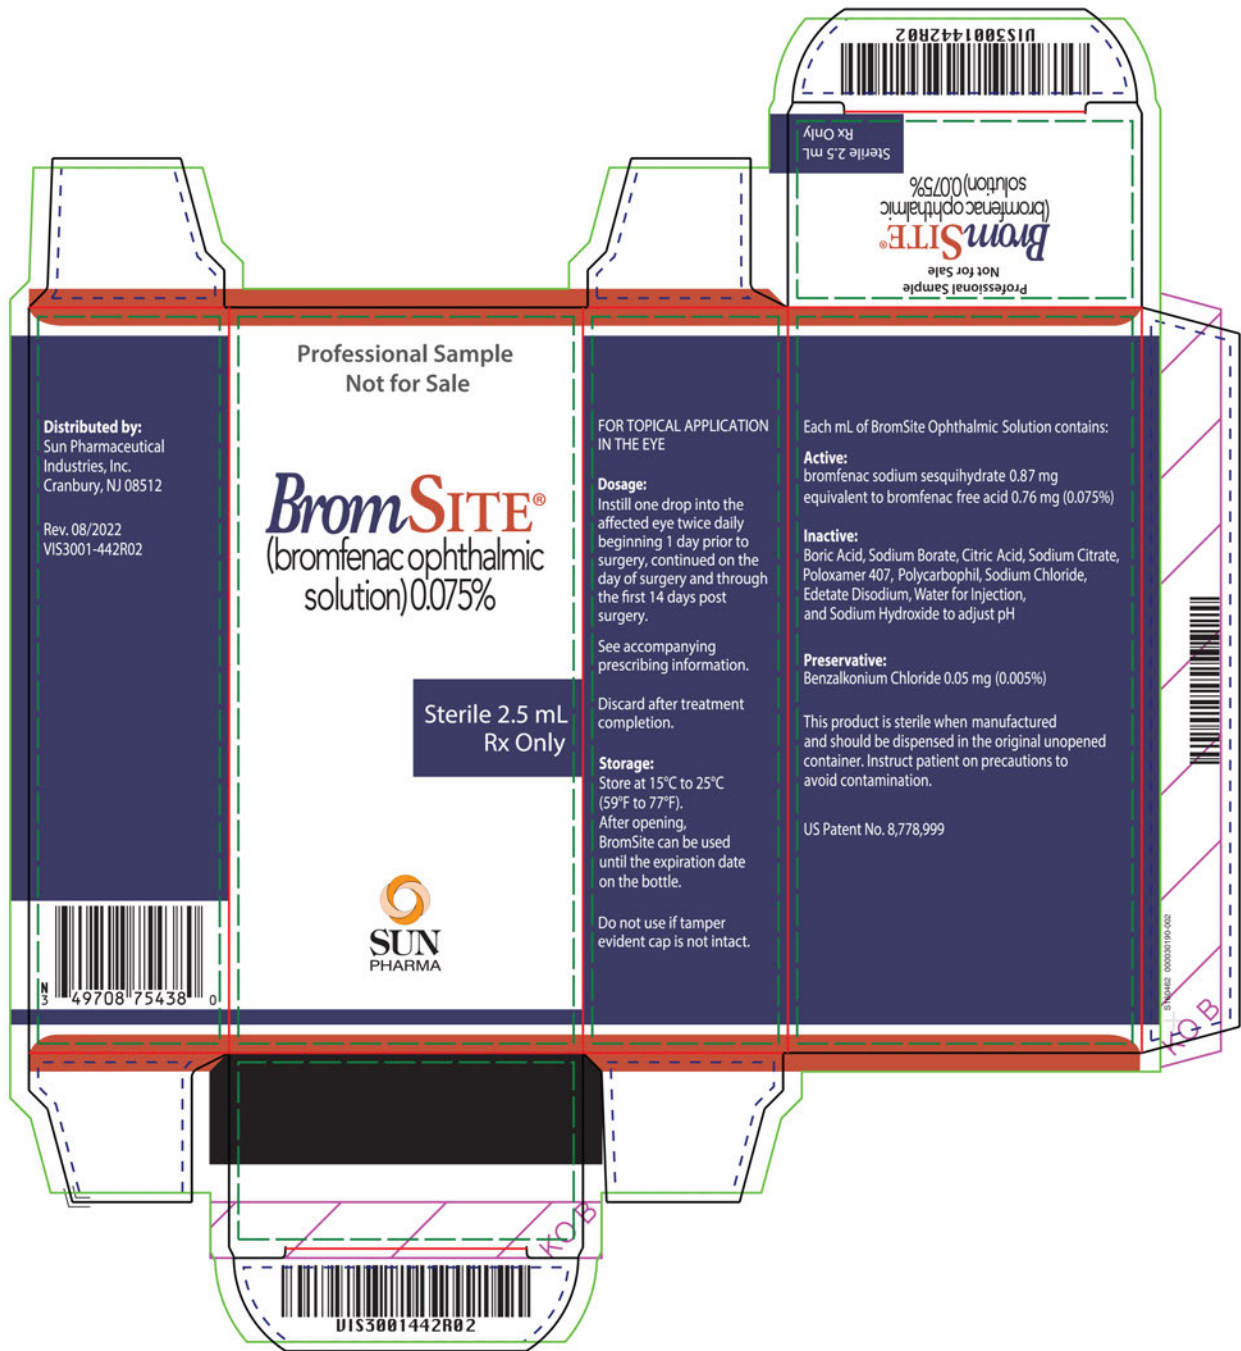 VIS3001442R02
Sterile 2.5 mL
Rx Only
BromSite®
(bromfenac ophthalmic
solution) 0.075%
Professional Sample
Not for Sale
Distributed by:
Sun Pharmaceutical
Industries, Inc.
Cranbury, NJ 08512
Rev. 08/2022
VIS3001-442R02
N
3 49708 75438 0
Professional Sample
Not for Sale
BromSite®
(bromfenac ophthalmic
solution) 0.075%
Sterile 2.5 mL
Rx Only
SUN
PHARMA
FOR TOPICAL APPLICATION
IN THE EYE
Dosage:
Instill one drop into the
affected eye twice daily
beginning 1 day prior to
surgery, continued on the
day of surgery and through
the first 14 days post
surgery.
See accompanying
prescribing information.
Discard after treatment
completion.
Storage:
Store at 15°C to 25°C
(59°F to 77°F).
After opening,
BromSite can be used
until the expiration date
on the bottle.
Do not use if tamper
evident cap is not intact.
Each mL of BromSite Ophthalmic Solution contains:
Active:
bromfenac sodium sesquihydrate 0.87 mg
equivalent to bromfenac free acid 0.76 mg (0.075%)
Inactive:
Boric Acid, Sodium Borate, Citric Acid, Sodium Citrate,
Poloxamer 407, Polycarbophil, Sodium Chloride,
Edetate Disodium, Water for Injection,
and Sodium Hydroxide to adjust pH
Preservative:
Benzalkonium Chloride 0.05 mg (0.005%)
This product is sterile when manufactured
and should be dispensed in the original unopened
container. Instruct patient on precautions to
avoid contamination.
US Patent No. 8,778,999
000030190-002
KO B
KO B
VIS3001442R02